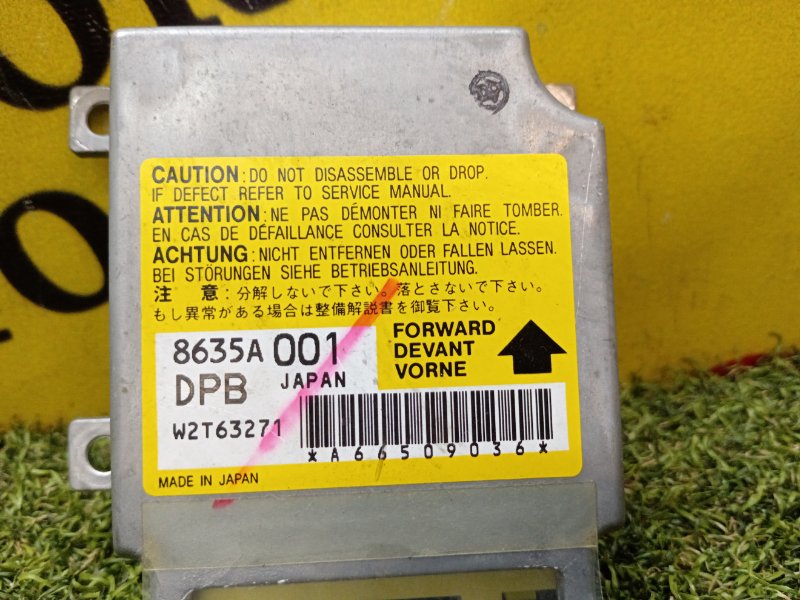 CAUTION : DO NOT DISASSEMBLE OR DROP.
IF DEFECT REFER TO SERVICE MANUAL.
ATTENTION : NE PAS DÉMONTER NI FAIRE TOMBER.
EN CAS DE DÉFAILLANCE CONSULTER LA NOTICE.
ACHTUNG : NICHT ENTFERNEN ODER FALLEN LASSEN.
BEI STÖRUNGEN SIEHE BETRIEBSANLEITUNG.
注 意 : 分解しないで下さい。落とさないで下さい。
もし異常がある場合は整備解説書を御覧下さい。
8635A 001
DPB JAPAN
FORWARD
DEVANT
VORNE
W2T63271
*A66509036*
MADE IN JAPAN